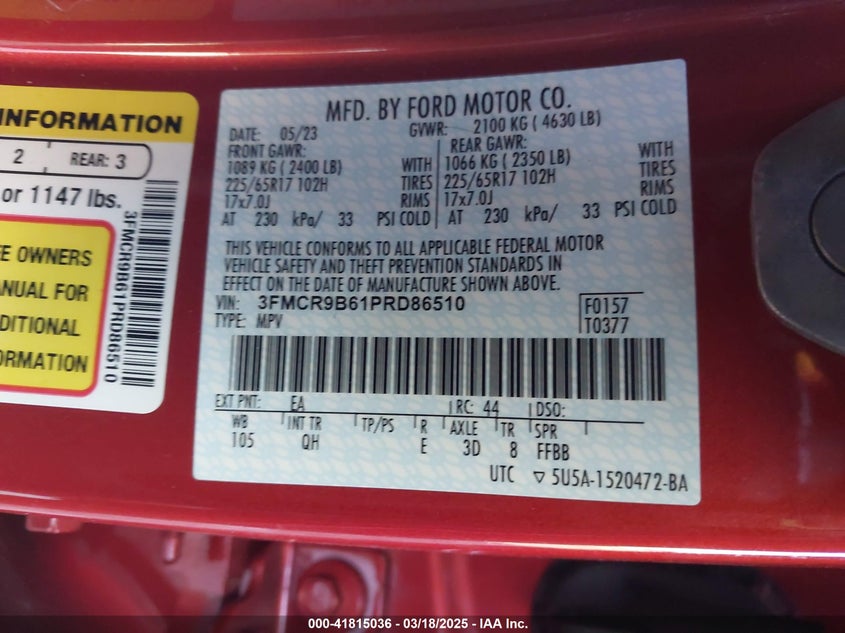 INFORMATION
2 REAR: 3
or 1147 lbs.
OWNERS
ANUAL FOR
DITIONAL
ORMATION
3FMCR9B61PRD86510
MFD. BY FORD MOTOR CO.
DATE: 05/23 GVWR: 2100 KG ( 4630 LB)
FRONT GAWR: REAR GAWR:
1089 KG ( 2400 LB) WITH 1066 KG ( 2350 LB) WITH
225/65R17 102H TIRES 225/65R17 102H TIRES
17x7.0J RIMS 17x7.0J RIMS
AT 230 kPa/ 33 PSI COLD AT 230 kPa/ 33 PSI COLD
THIS VEHICLE CONFORMS TO ALL APPLICABLE FEDERAL MOTOR
VEHICLE SAFETY AND THEFT PREVENTION STANDARDS IN
EFFECT ON THE DATE OF MANUFACTURE SHOWN ABOVE.
VIN: 3FMCR9B61PRD86510 F0157
TYPE: MPV T0377
EXT PNT: EA RC: 44 DSO:
WB INT TR TP/PS R AXLE TR SPR
105 QH E 3D 8 FFBB
UTC ▽ 5U5A-1520472-BA
000-41815036 — 03/18/2025 — IAA Inc.